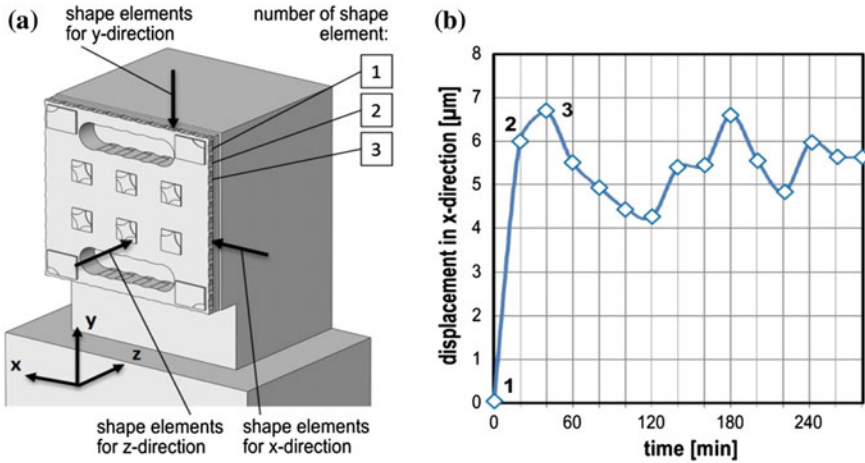 (a)
shape elements
for y-direction
number of shape
element:
1
2
3
y
x
z
shape elements
for z-direction
shape elements
for x-direction
(b)
8
7
6
5
4
3
2
1
0
displacement in x-direction [µm]
1
2
3
0
60
120
180
240
time [min]